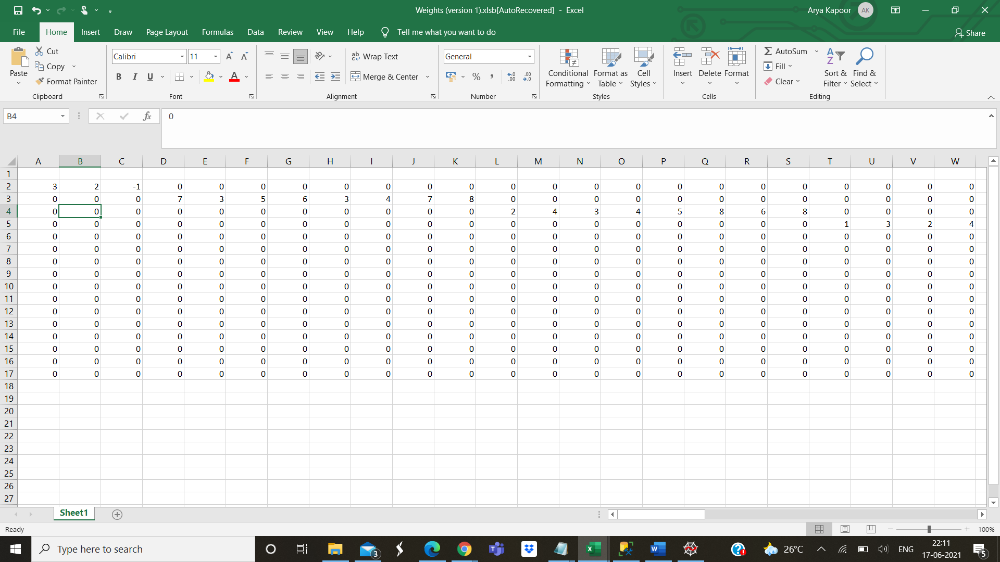 Weights (version 1).xlsb[AutoRecovered] - Excel
Arya Kapoor AK
File Home Insert Draw Page Layout Formulas Data Review View Help Tell me what you want to do Share
Paste Cut Copy Format Painter Clipboard
Calibri 11 B I U A Font
Wrap Text Merge & Center Alignment
General % Number
Conditional Formatting Format as Table Cell Styles Styles
Insert Delete Format Cells
AutoSum Fill Clear Sort & Filter Find & Select Editing
B4 fx 0
A B C D E F G H I J K L M N O P Q R S T U V W
1
2 3 2 -1 0 0 0 0 0 0 0 0 0 0 0 0 0 0 0 0 0 0 0 0
3 0 0 0 7 3 5 6 3 4 7 8 0 0 0 0 0 0 0 0 0 0 0 0
4 0 0 0 0 0 0 0 0 0 0 0 2 4 3 4 5 8 6 8 0 0 0 0
5 0 0 0 0 0 0 0 0 0 0 0 0 0 0 0 0 0 0 0 1 3 2 4
6 0 0 0 0 0 0 0 0 0 0 0 0 0 0 0 0 0 0 0 0 0 0 0
7 0 0 0 0 0 0 0 0 0 0 0 0 0 0 0 0 0 0 0 0 0 0 0
8 0 0 0 0 0 0 0 0 0 0 0 0 0 0 0 0 0 0 0 0 0 0 0
9 0 0 0 0 0 0 0 0 0 0 0 0 0 0 0 0 0 0 0 0 0 0 0
10 0 0 0 0 0 0 0 0 0 0 0 0 0 0 0 0 0 0 0 0 0 0 0
11 0 0 0 0 0 0 0 0 0 0 0 0 0 0 0 0 0 0 0 0 0 0 0
12 0 0 0 0 0 0 0 0 0 0 0 0 0 0 0 0 0 0 0 0 0 0 0
13 0 0 0 0 0 0 0 0 0 0 0 0 0 0 0 0 0 0 0 0 0 0 0
14 0 0 0 0 0 0 0 0 0 0 0 0 0 0 0 0 0 0 0 0 0 0 0
15 0 0 0 0 0 0 0 0 0 0 0 0 0 0 0 0 0 0 0 0 0 0 0
16 0 0 0 0 0 0 0 0 0 0 0 0 0 0 0 0 0 0 0 0 0 0 0
17 0 0 0 0 0 0 0 0 0 0 0 0 0 0 0 0 0 0 0 0 0 0 0
18
19
20
21
22
23
24
25
26
27
Sheet1
Ready 100%
Type here to search
3
26°C ENG
22:11
17-06-2021
5